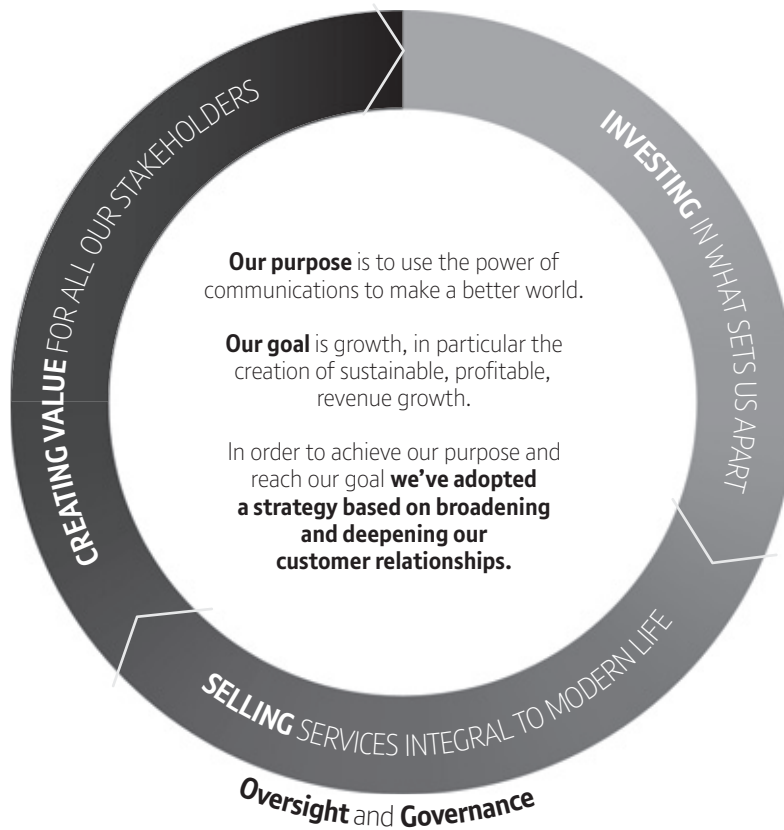 CREATING VALUE FOR ALL OUR STAKEHOLDERS
INVESTING IN WHAT SETS US APART
Our purpose is to use the power of
communications to make a better world.
Our goal is growth, in particular the
creation of sustainable, profitable,
revenue growth.
In order to achieve our purpose and
reach our goal we’ve adopted
a strategy based on broadening
and deepening our
customer relationships.
SELLING SERVICES INTEGRAL TO MODERN LIFE
Oversight and Governance